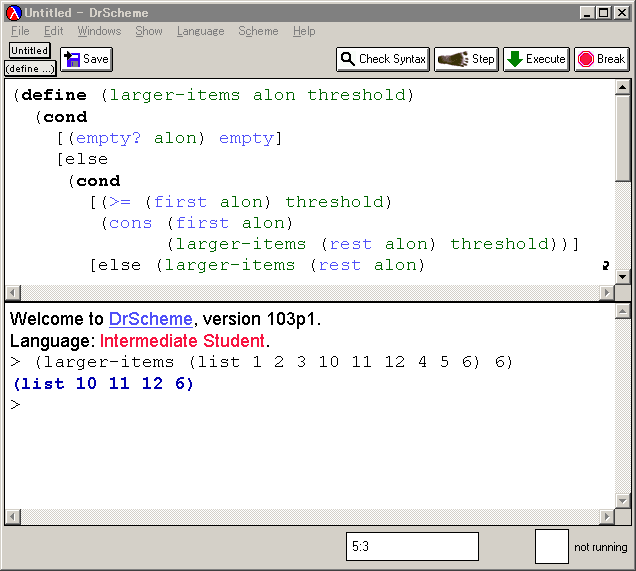 Untitled - DrScheme
File Edit Windows Show Language Scheme Help
Untitled
(define ...) Save Check Syntax Step Execute Break
(define (larger-items alon threshold)
(cond
[(empty? alon) empty]
[else
(cond
[(>= (first alon) threshold)
(cons (first alon)
(larger-items (rest alon) threshold))]
[else (larger-items (rest alon)
Welcome to DrScheme, version 103p1.
Language: Intermediate Student.
> (larger-items (list 1 2 3 10 11 12 4 5 6) 6)
(list 10 11 12 6)
>
5:3 not running